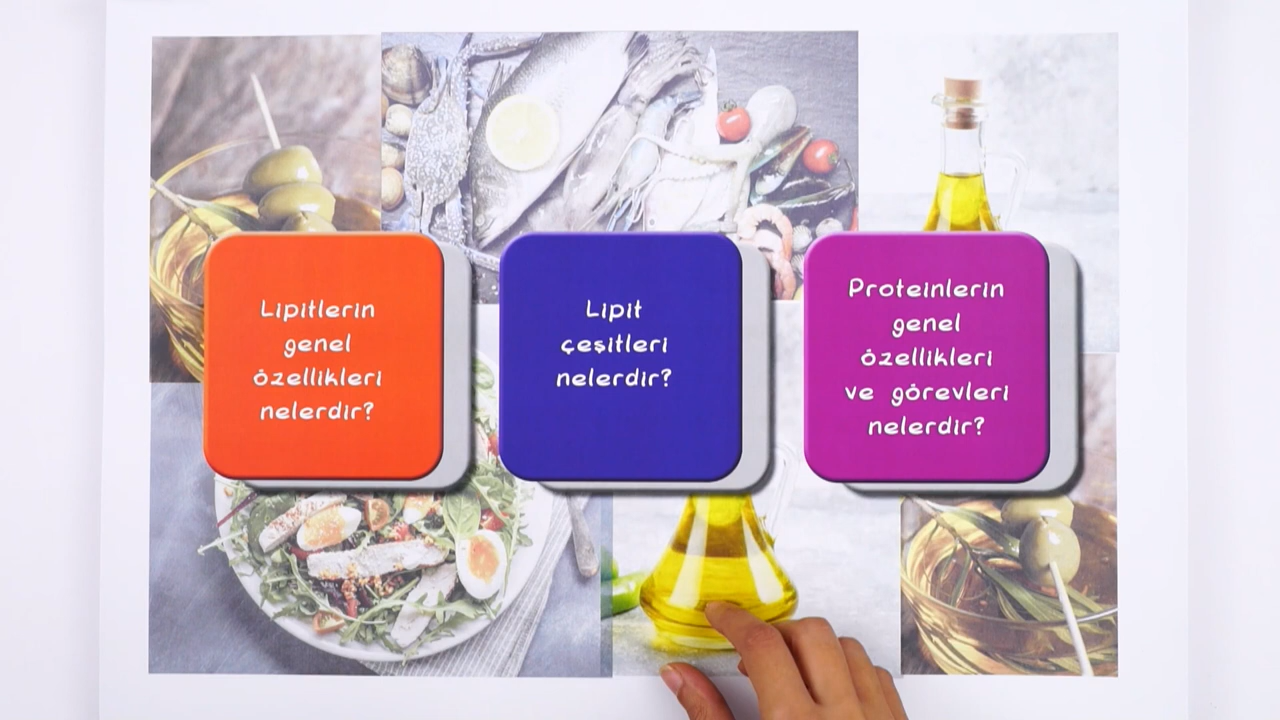 Lipitlerin
genel
özellikleri
nelerdir?
Lipit
çeşitleri
nelerdir?
Proteinlerin
genel
özellikleri
ve görevleri
nelerdir?